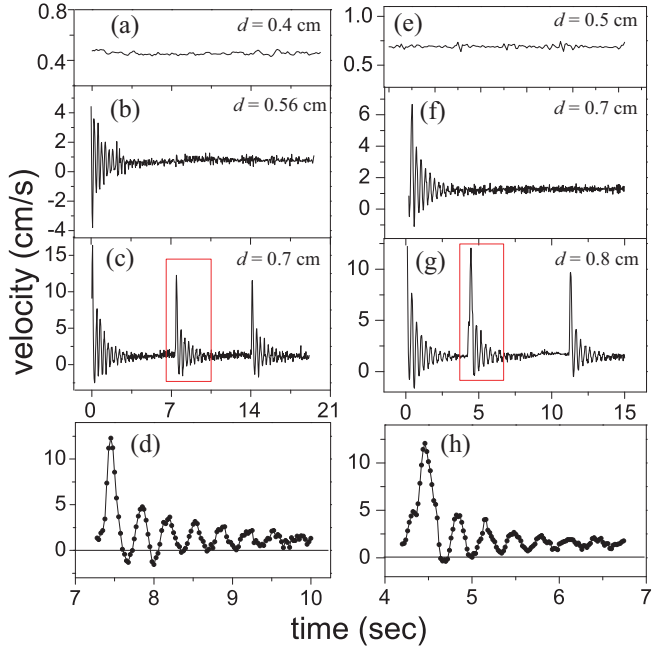 (a) d = 0.4 cm
0.8
0.4
(b) d = 0.56 cm
4
2
0
-2
-4
(c) d = 0.7 cm
15
10
5
0
0 7 14 21
(d)
10
5
0
7 8 9 10
(e) d = 0.5 cm
1.0
0.5
(f) d = 0.7 cm
6
4
2
0
(g) d = 0.8 cm
10
5
0
0 5 10 15
(h)
10
5
0
4 5 6 7
velocity (cm/s)
time (sec)